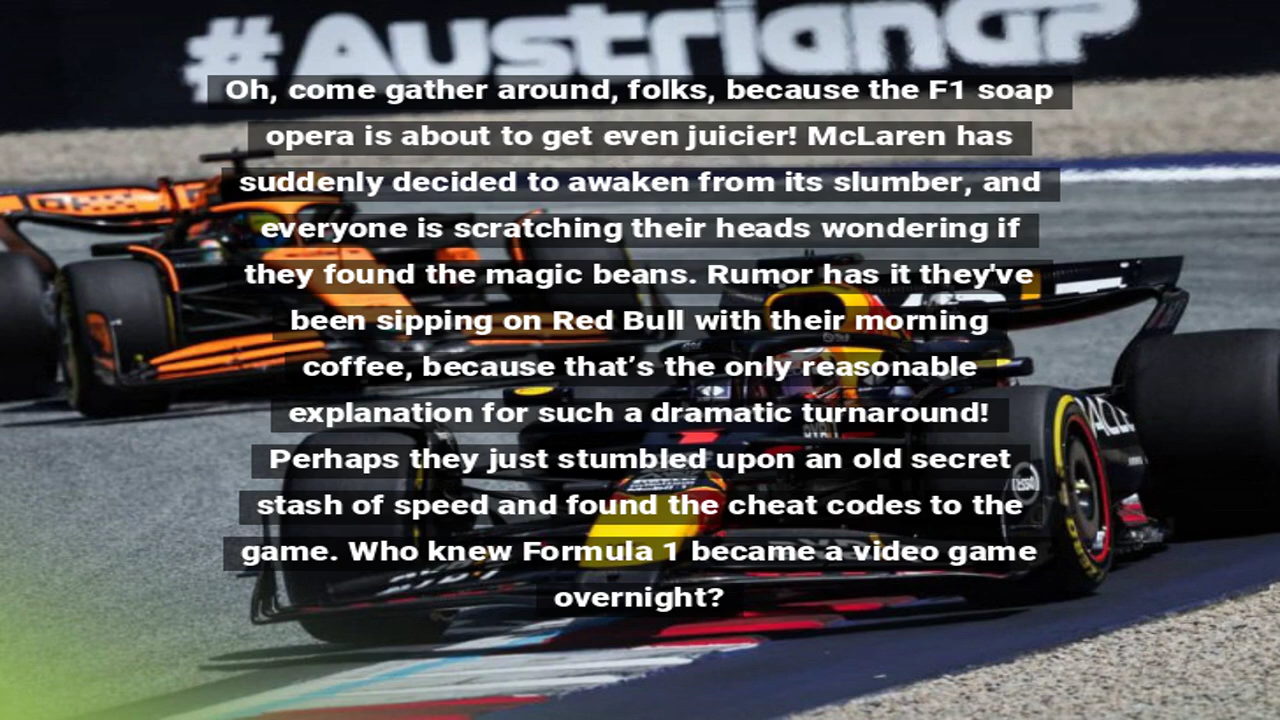 #AustrianGP
Oh, come gather around, folks, because the F1 soap
opera is about to get even juicier! McLaren has
suddenly decided to awaken from its slumber, and
everyone is scratching their heads wondering if
they found the magic beans. Rumor has it they've
been sipping on Red Bull with their morning
coffee, because that’s the only reasonable
explanation for such a dramatic turnaround!
Perhaps they just stumbled upon an old secret
stash of speed and found the cheat codes to the
game. Who knew Formula 1 became a video game
overnight?